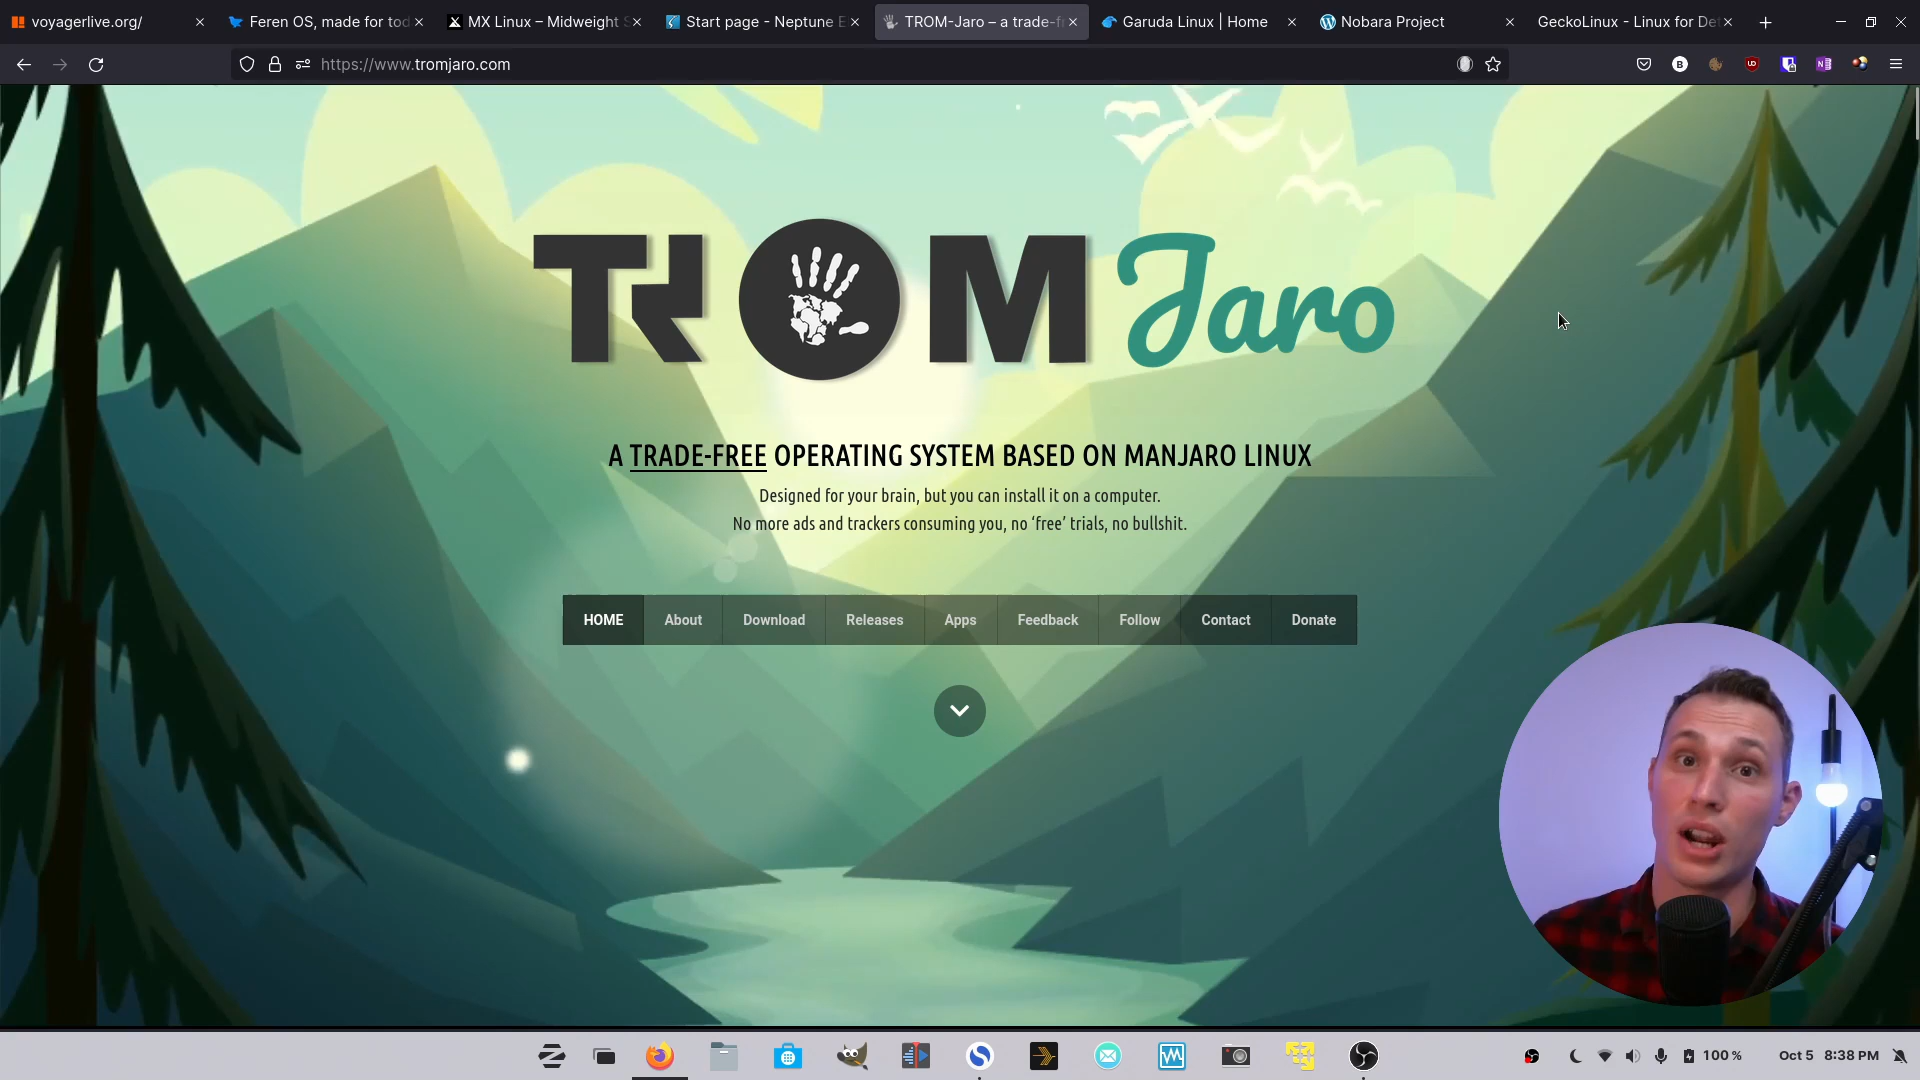 voyagerlive.org/
Feren OS, made for tod
MX Linux – Midweight S
Start page - Neptune E
TROM-Jaro – a trade-fr
Garuda Linux | Home
Nobara Project
GeckoLinux - Linux for Det
https://www.tromjaro.com
TROM Jaro
A TRADE-FREE OPERATING SYSTEM BASED ON MANJARO LINUX
Designed for your brain, but you can install it on a computer.
No more ads and trackers consuming you, no ‘free’ trials, no bullshit.
HOME About Download Releases Apps Feedback Follow Contact Donate
100 % Oct 5 8:38 PM